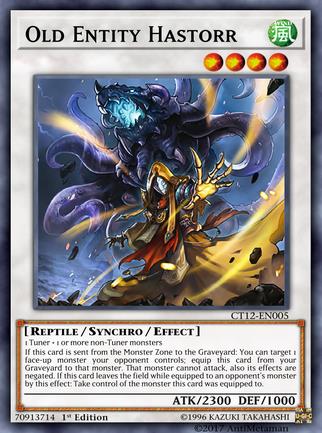 OLD ENTITY HASTORR
WIND
風
CT12-EN005
[REPTILE / SYNCHRO / EFFECT]
1 Tuner + 1 or more non-Tuner monsters
If this card is sent from the Monster Zone to the Graveyard: You can target 1
face-up monster your opponent controls; equip this card from your
Graveyard to that monster. That monster cannot attack, also its effects are
negated. If this card leaves the field while equipped to an opponent's monster
by this effect: Take control of the monster this card was equipped to.
ATK/2300 DEF/1000
70913714 1st Edition ©1996 KAZUKI TAKAHASHI
©2017 AntiMetaman